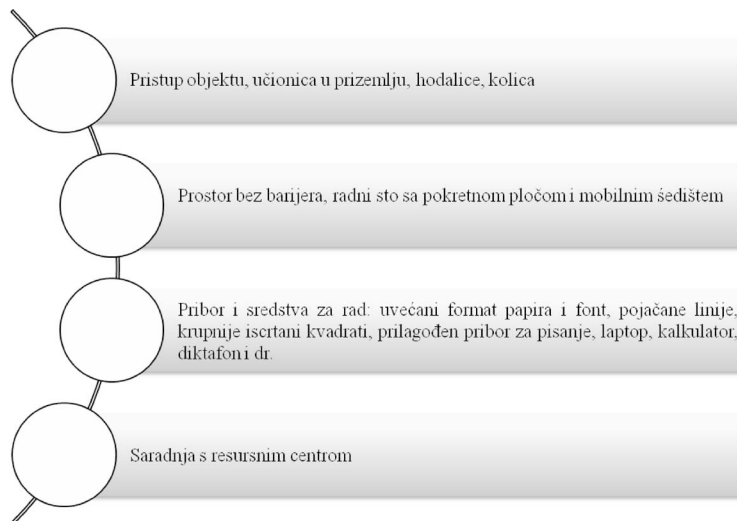 Pristup objektu, učionica u prizemlju, hodalice, kolica
Prostor bez barijera, radni sto sa pokretnom pločom i mobilnim śedištem
Pribor i sredstva za rad: uvećani format papira i font, pojačane linije,
krupnije iscrtani kvadrati, prilagođen pribor za pisanje, laptop, kalkulator,
diktafon i dr.
Saradnja s resursnim centrom